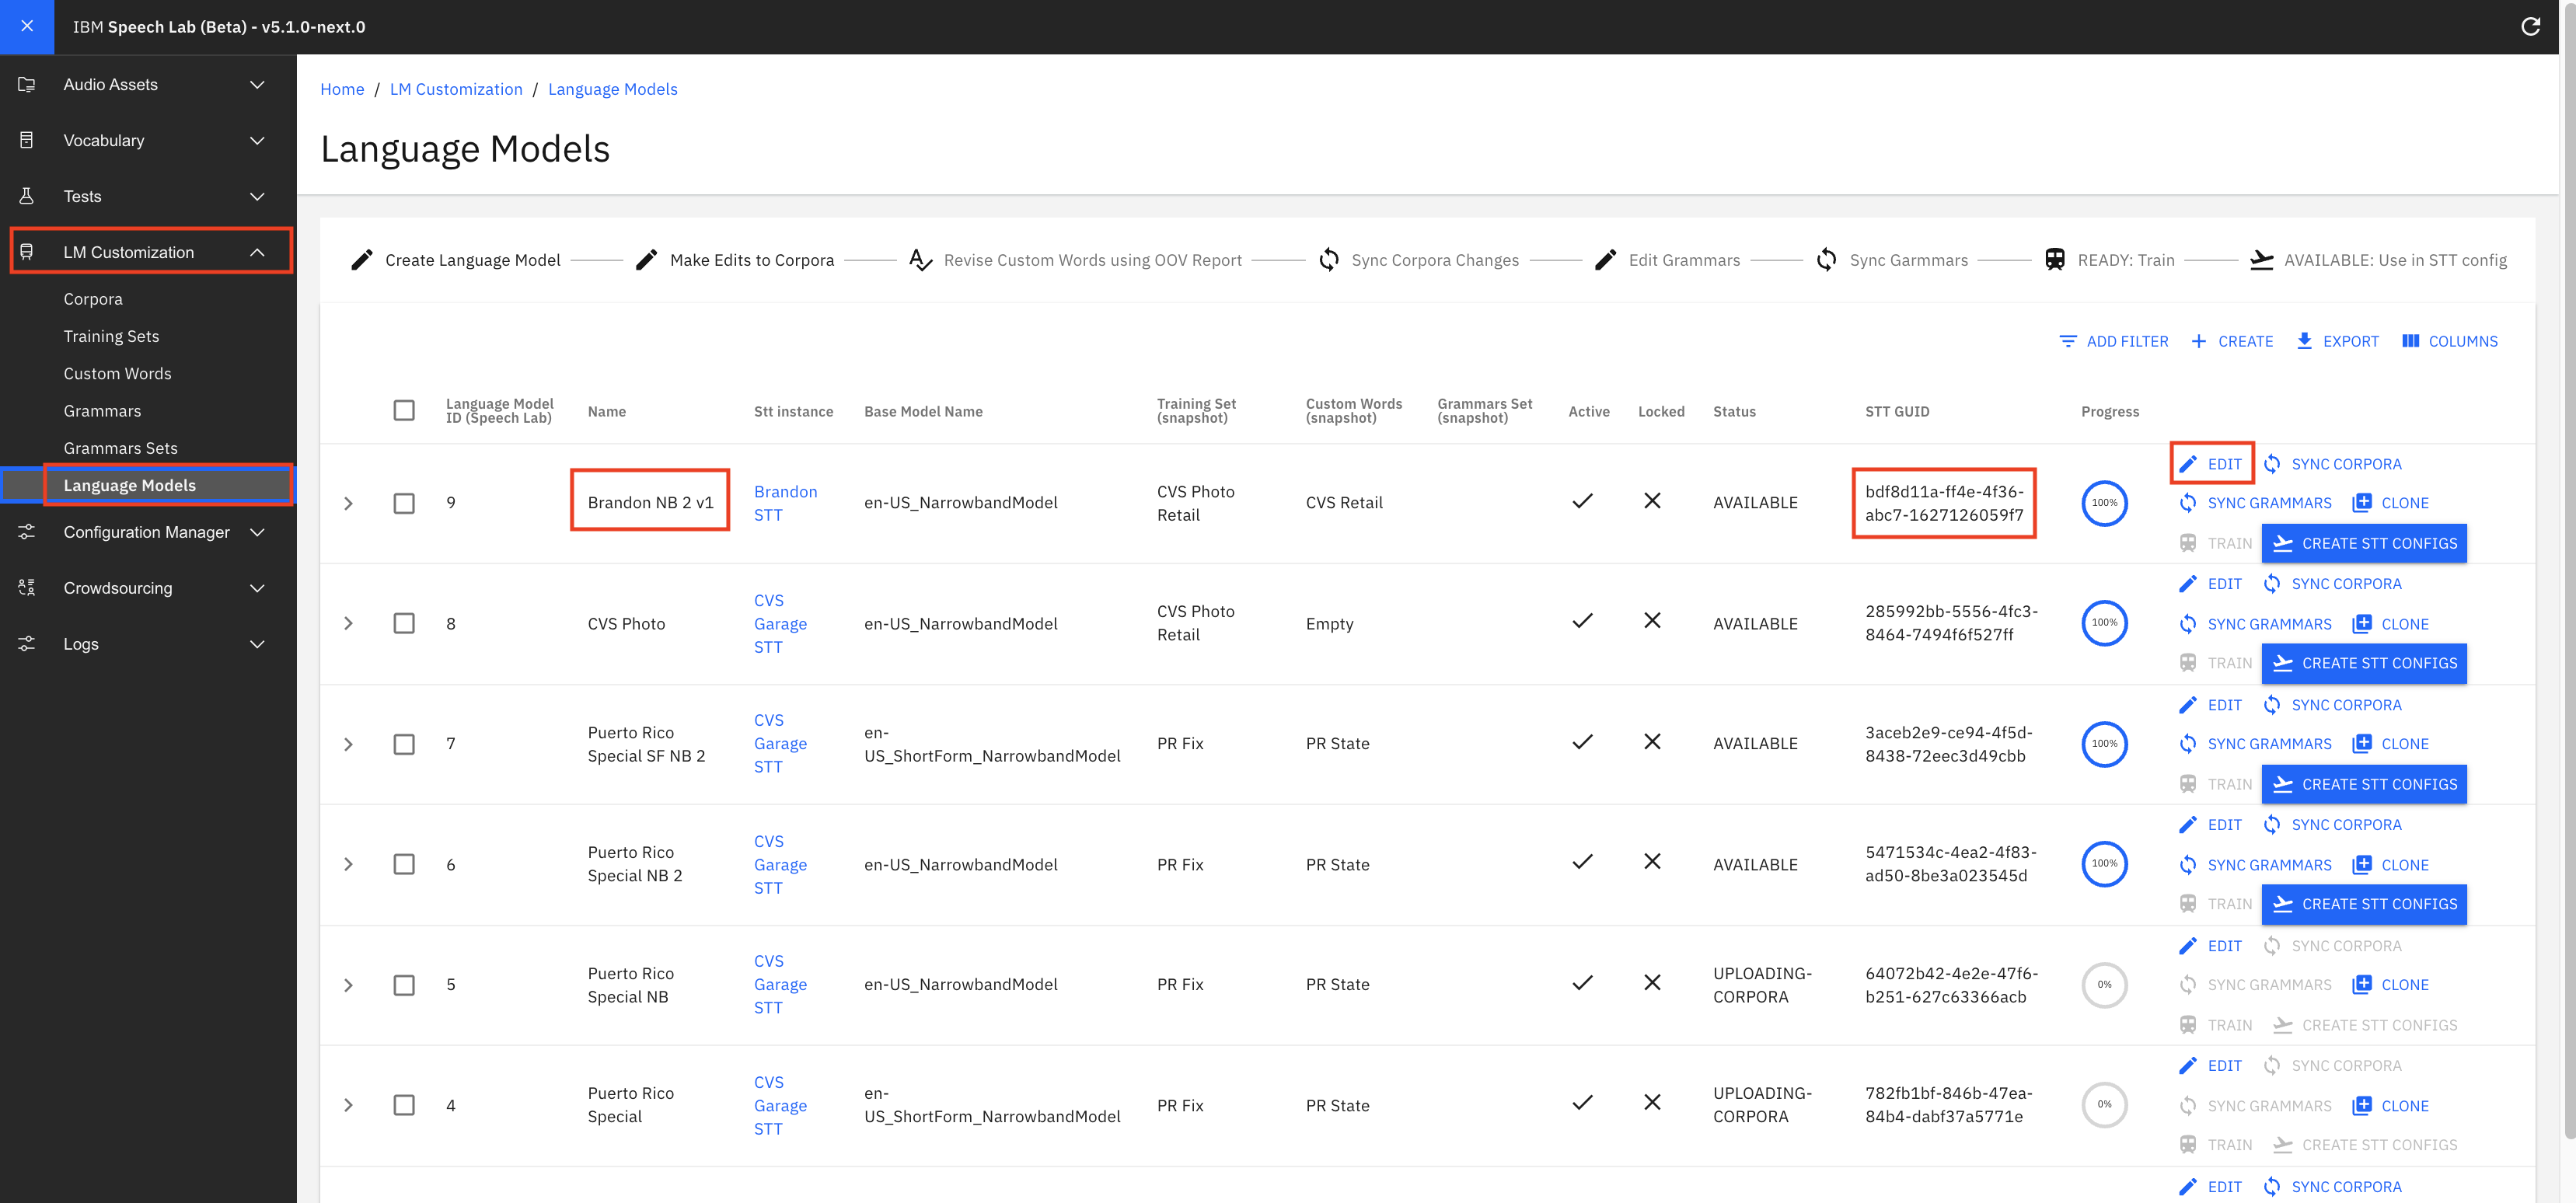 IBM Speech Lab (Beta) - v5.1.0-next.0
Audio Assets
Vocabulary
Tests
LM Customization
Corpora
Training Sets
Custom Words
Grammars
Grammars Sets
Language Models
Configuration Manager
Crowdsourcing
Logs
Home / LM Customization / Language Models
Language Models
Create Language Model
Make Edits to Corpora
Revise Custom Words using OOV Report
Sync Corpora Changes
Edit Grammars
Sync Garmmars
READY: Train
AVAILABLE: Use in STT config
ADD FILTER
CREATE
EXPORT
COLUMNS
Language Model
ID (Speech Lab)
Name
Stt instance
Base Model Name
Training Set
(snapshot)
Custom Words
(snapshot)
Grammars Set
(snapshot)
Active
Locked
Status
STT GUID
Progress
9
Brandon NB 2 v1
Brandon
STT
en-US_NarrowbandModel
CVS Photo
Retail
CVS Retail
AVAILABLE
bdf8d11a-ff4e-4f36-
abc7-1627126059f7
100%
EDIT
SYNC CORPORA
SYNC GRAMMARS
CLONE
TRAIN
CREATE STT CONFIGS
8
CVS Photo
CVS
Garage
STT
en-US_NarrowbandModel
CVS Photo
Retail
Empty
AVAILABLE
285992bb-5556-4fc3-
8464-7494f6f527ff
100%
EDIT
SYNC CORPORA
SYNC GRAMMARS
CLONE
TRAIN
CREATE STT CONFIGS
7
Puerto Rico
Special SF NB 2
CVS
Garage
STT
en-
US_ShortForm_NarrowbandModel
PR Fix
PR State
AVAILABLE
3aceb2e9-ce94-4f5d-
8438-72eec3d49cbb
100%
EDIT
SYNC CORPORA
SYNC GRAMMARS
CLONE
TRAIN
CREATE STT CONFIGS
6
Puerto Rico
Special NB 2
CVS
Garage
STT
en-US_NarrowbandModel
PR Fix
PR State
AVAILABLE
5471534c-4ea2-4f83-
ad50-8be3a023545d
100%
EDIT
SYNC CORPORA
SYNC GRAMMARS
CLONE
TRAIN
CREATE STT CONFIGS
5
Puerto Rico
Special NB
CVS
Garage
STT
en-US_NarrowbandModel
PR Fix
PR State
UPLOADING-
CORPORA
64072b42-4e2e-47f6-
b251-627c63366acb
0%
EDIT
SYNC CORPORA
SYNC GRAMMARS
CLONE
TRAIN
CREATE STT CONFIGS
4
Puerto Rico
Special
CVS
Garage
STT
en-
US_ShortForm_NarrowbandModel
PR Fix
PR State
UPLOADING-
CORPORA
782fb1bf-846b-47ea-
84b4-dabf37a5771e
0%
EDIT
SYNC CORPORA
SYNC GRAMMARS
CLONE
TRAIN
CREATE STT CONFIGS
EDIT
SYNC CORPORA